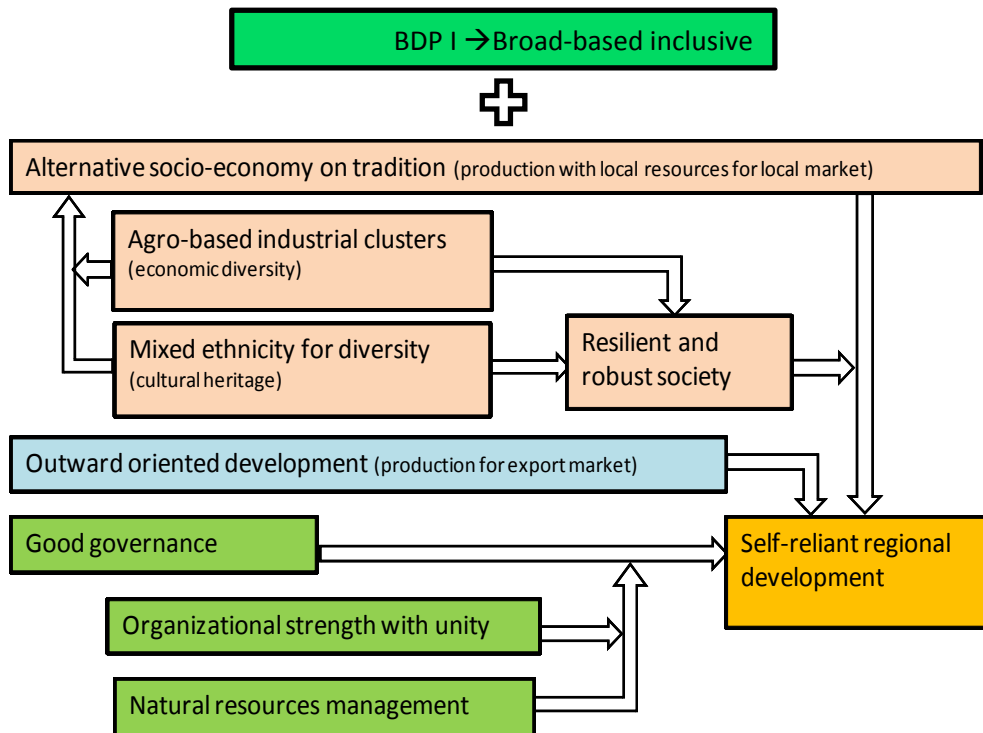 BDP I → Broad-based inclusive
Alternative socio-economy on tradition (production with local resources for local market)
Agro-based industrial clusters
(economic diversity)
Mixed ethnicity for diversity
(cultural heritage)
Resilient and
robust society
Outward oriented development (production for export market)
Good governance
Self-reliant regional
development
Organizational strength with unity
Natural resources management